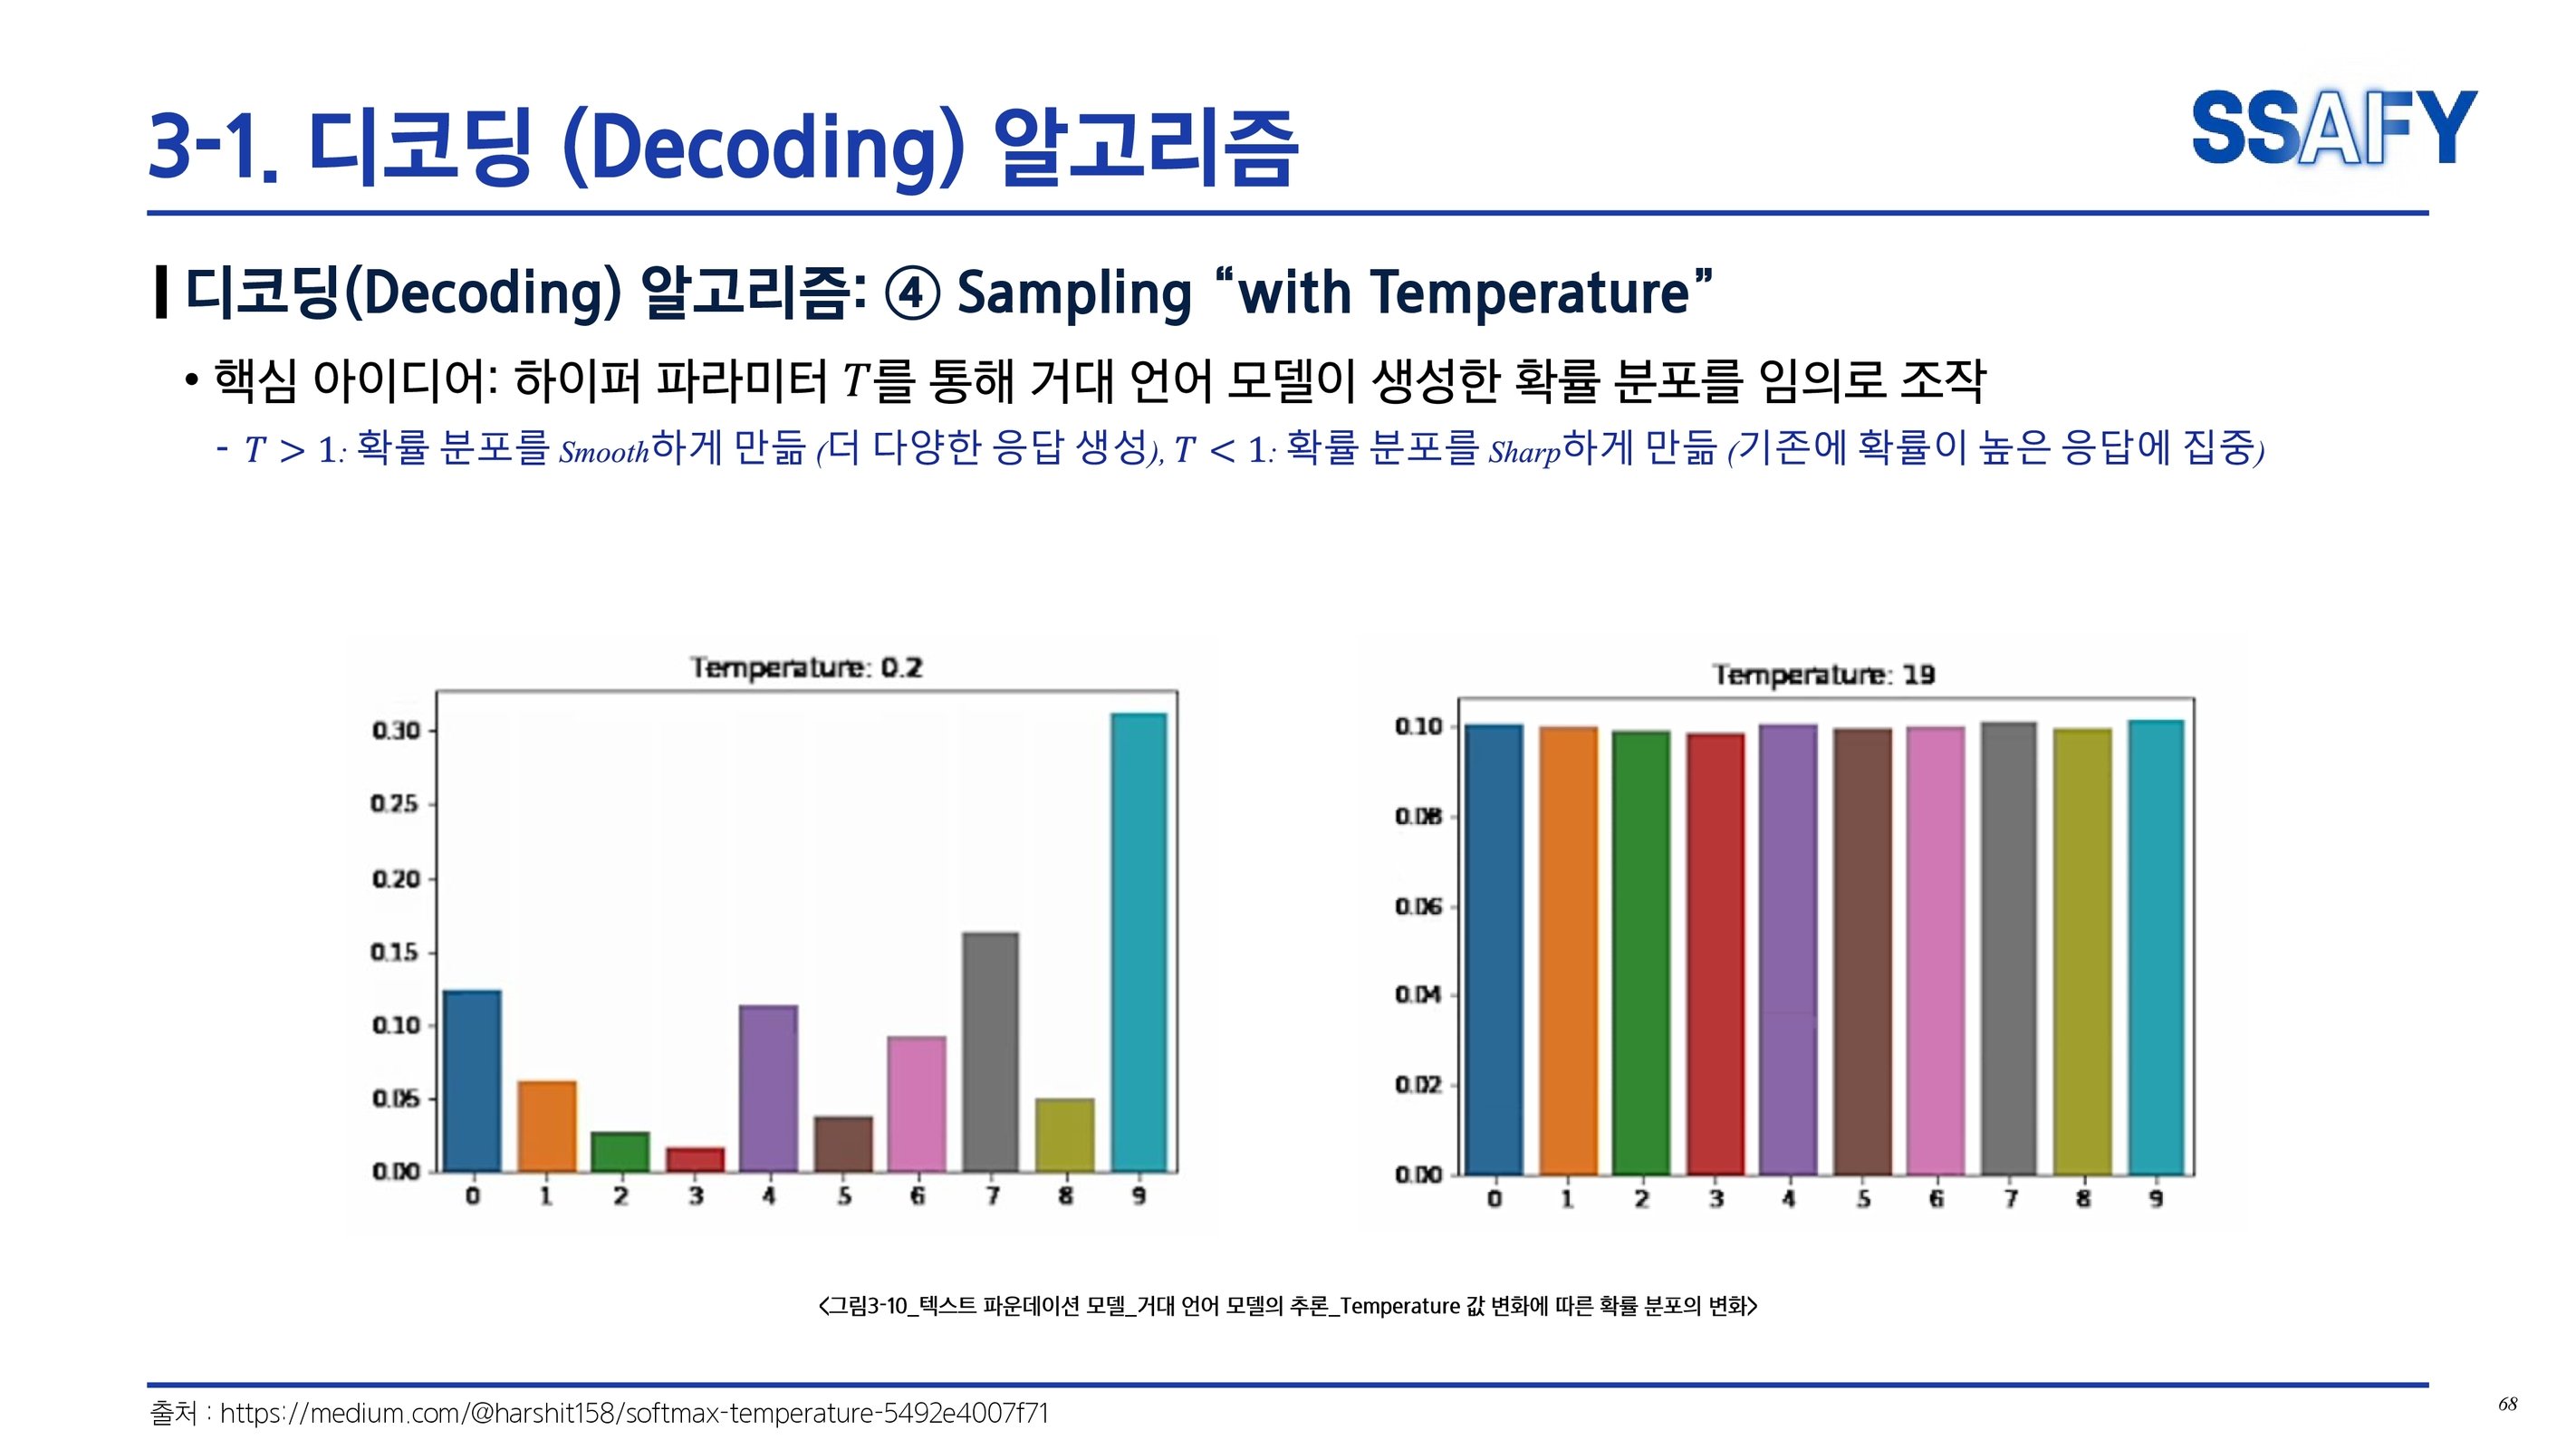 3-1. 디코딩 (Decoding) 알고리즘
SSAFY
디코딩(Decoding) 알고리즘: ④ Sampling “with Temperature”
• 핵심 아이디어: 하이퍼 파라미터 T를 통해 거대 언어 모델이 생성한 확률 분포를 임의로 조작
- T > 1: 확률 분포를 Smooth하게 만듦 (더 다양한 응답 생성), T < 1: 확률 분포를 Sharp하게 만듦 (기존에 확률이 높은 응답에 집중)
Temperature: 0.2
0.30
0.25
0.20
0.15
0.10
0.05
0.00
0 1 2 3 4 5 6 7 8 9
Temperature: 19
0.10
0.08
0.06
0.04
0.02
0.00
0 1 2 3 4 5 6 7 8 9
<그림3-10_텍스트 파운데이션 모델_거대 언어 모델의 추론_Temperature 값 변화에 따른 확률 분포의 변화>
출처 : https://medium.com/@harshit158/softmax-temperature-5492e4007f71
68